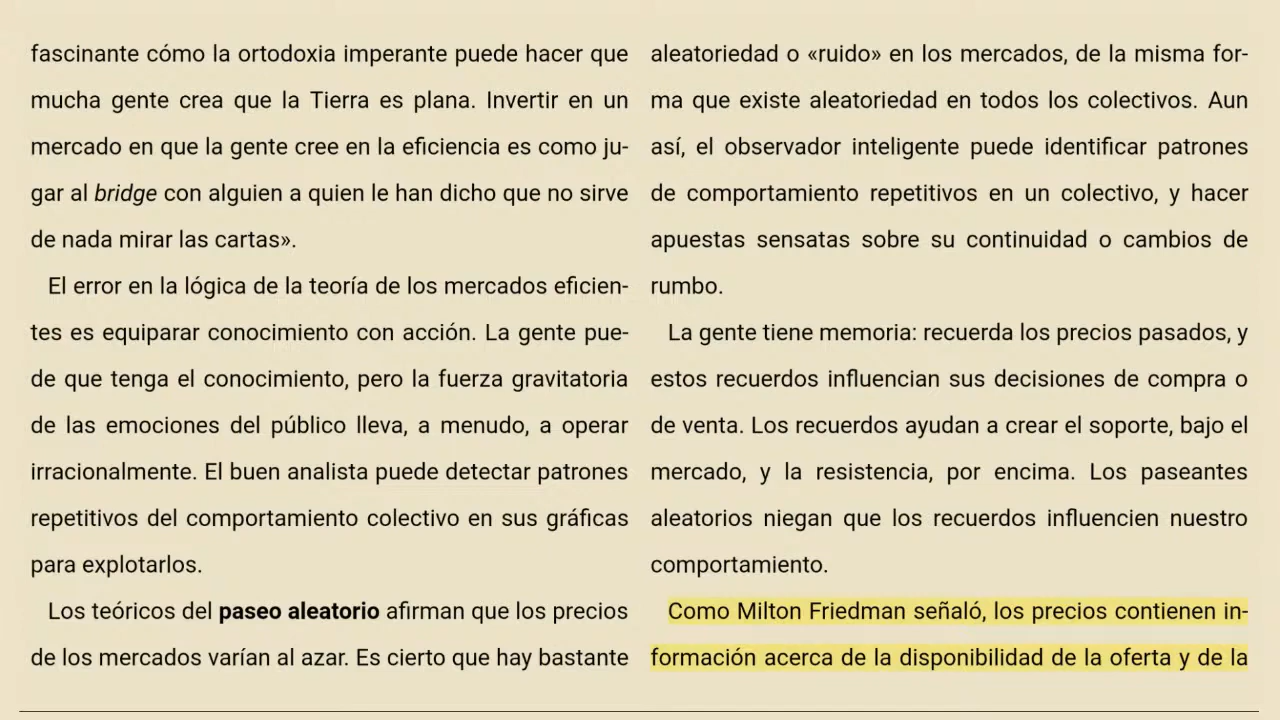 fascinante cómo la ortodoxia imperante puede hacer que
mucha gente crea que la Tierra es plana. Invertir en un
mercado en que la gente cree en la eficiencia es como ju-
gar al bridge con alguien a quien le han dicho que no sirve
de nada mirar las cartas».
El error en la lógica de la teoría de los mercados eficien-
tes es equiparar conocimiento con acción. La gente pue-
de que tenga el conocimiento, pero la fuerza gravitatoria
de las emociones del público lleva, a menudo, a operar
irracionalmente. El buen analista puede detectar patrones
repetitivos del comportamiento colectivo en sus gráficas
para explotarlos.
Los teóricos del paseo aleatorio afirman que los precios
de los mercados varían al azar. Es cierto que hay bastante
aleatoriedad o «ruido» en los mercados, de la misma for-
ma que existe aleatoriedad en todos los colectivos. Aun
así, el observador inteligente puede identificar patrones
de comportamiento repetitivos en un colectivo, y hacer
apuestas sensatas sobre su continuidad o cambios de
rumbo.
La gente tiene memoria: recuerda los precios pasados, y
estos recuerdos influencian sus decisiones de compra o
de venta. Los recuerdos ayudan a crear el soporte, bajo el
mercado, y la resistencia, por encima. Los paseantes
aleatorios niegan que los recuerdos influencien nuestro
comportamiento.
Como Milton Friedman señaló, los precios contienen in-
formación acerca de la disponibilidad de la oferta y de la